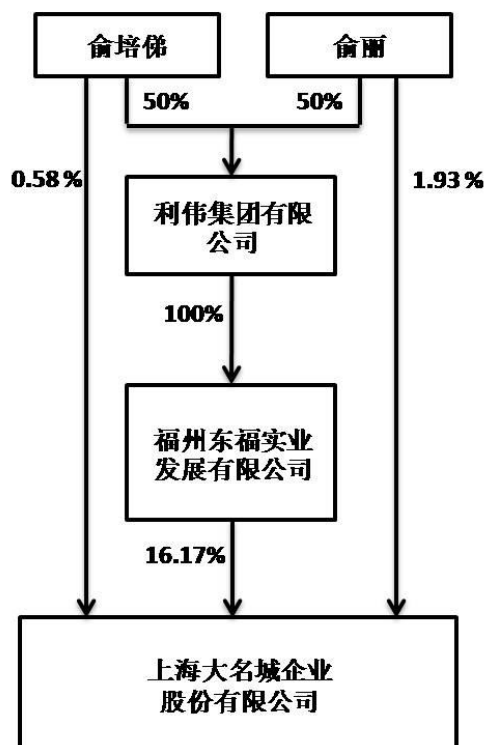 俞培俤
俞丽
50%
50%
0.58%
1.93%
利伟集团有限
公司
100%
福州东福实业
发展有限公司
16.17%
上海大名城企业
股份有限公司